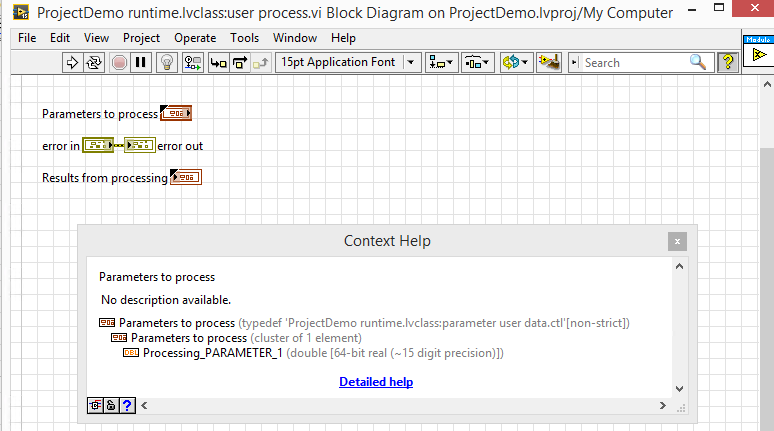 ProjectDemo runtime.lvclass:user process.vi Block Diagram on ProjectDemo.lvproj/My Computer
File Edit View Project Operate Tools Window Help
15pt Application Font Search ?
Modulo
Parameters to process
error in error out
Results from processing
Context Help x
Parameters to process
No description available.
Parameters to process (typedef 'ProjectDemo runtime.lvclass:parameter user data.ctl'[non-strict])
Parameters to process (cluster of 1 element)
DBL Processing_PARAMETER_1 (double [64-bit real (~15 digit precision)])
Detailed help
?